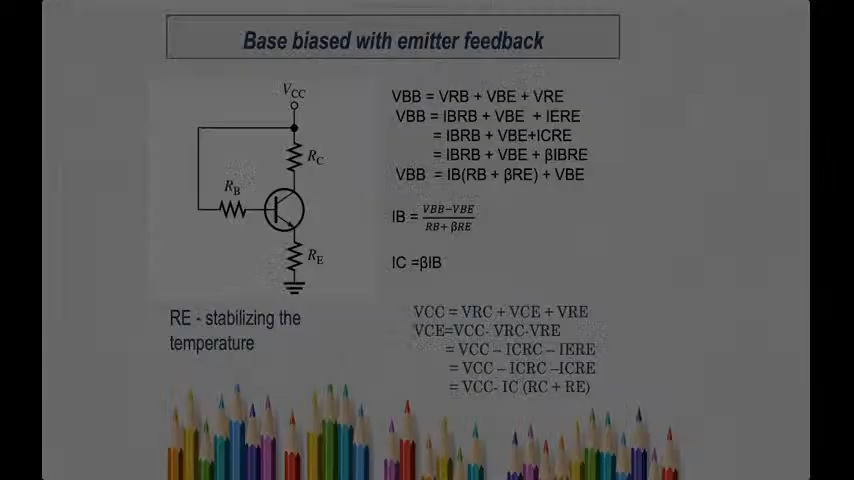 Base biased with emitter feedback
VCC
RC
RB
RE
VBB = VRB + VBE + VRE
VBB = IBRB + VBE + IERE
= IBRB + VBE+ICRE
= IBRB + VBE + βIBRE
VBB = IB(RB + βRE) + VBE
IB = VBB−VBE
RB+ βRE
IC =βIB
RE - stabilizing the
temperature
VCC = VRC + VCE + VRE
VCE=VCC- VRC-VRE
= VCC – ICRC – IERE
= VCC – ICRC –ICRE
= VCC- IC (RC + RE)